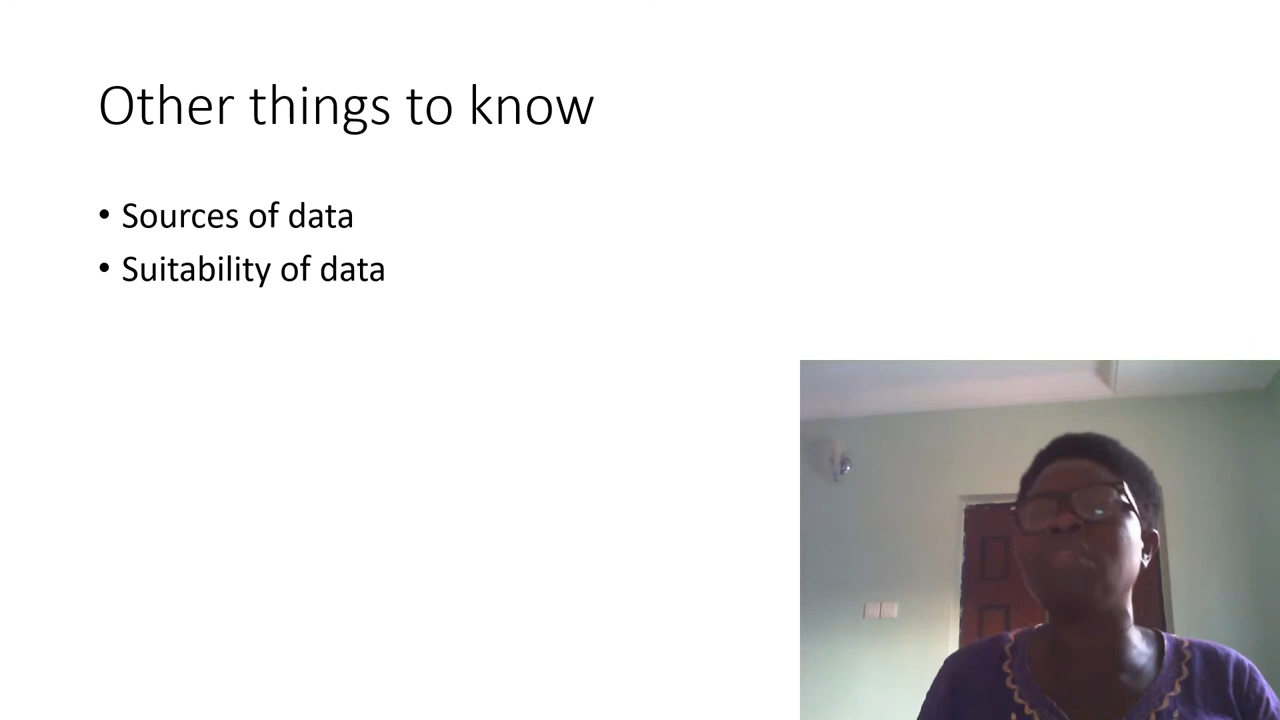 Other things to know
• Sources of data
• Suitability of data